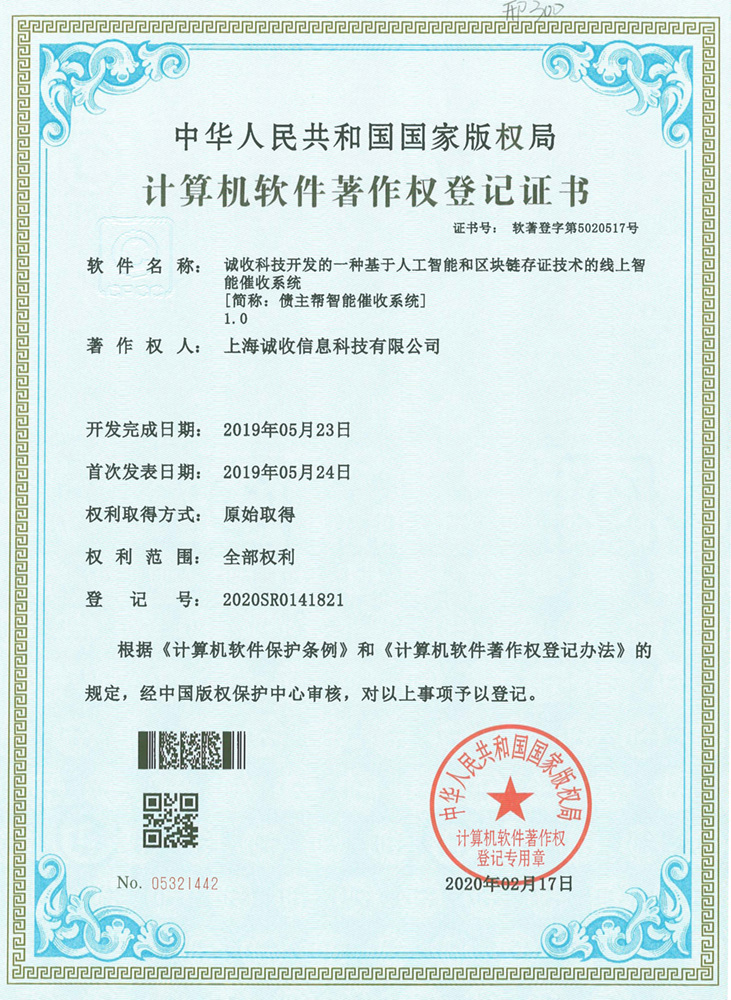 300
中华人民共和国国家版权局
计算机软件著作权登记证书
证书号： 软著登字第5020517号
软件名称： 诚收科技开发的一种基于人工智能和区块链存证技术的线上智
能催收系统
[简称：债主帮智能催收系统]
1.0
著作权人： 上海诚收信息科技有限公司
开发完成日期： 2019年05月23日
首次发表日期： 2019年05月24日
权利取得方式： 原始取得
权利范围： 全部权利
登记号： 2020SR0141821
根据《计算机软件保护条例》和《计算机软件著作权登记办法》的
规定，经中国版权保护中心审核，对以上事项予以登记。
中华人民共和国国家版权局
计算机软件著作权
登记专用章
No. 05321442
2020年02月17日